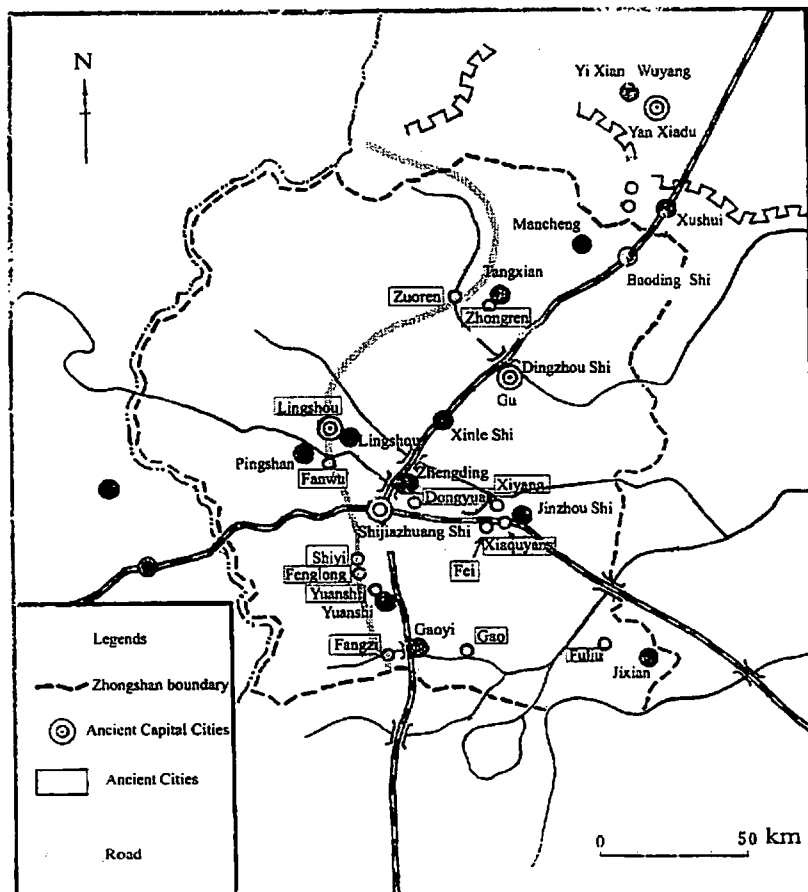 N
Yi Xian Wuyang
Yan Xiadu
Mancheng
Xushui
Tangxian
Baoding Shi
Zuoren
Zhongren
Dingzhou Shi
Gu
Lingshou
Lingshou
Xinle Shi
Pingshan
Fanwu
Zhengding
Xiyang
Dongyuan
Jinzhou Shi
Shijiazhuang Shi
Xiaquyang
Shiyi
Fei
Fenglong
Yuanshi
Yuanshi
Gaoyi
Gao
Fangzi
Fuliu
Jixian
Legends
Zhongshan boundary
Ancient Capital Cities
Ancient Cities
Road
0 50 km